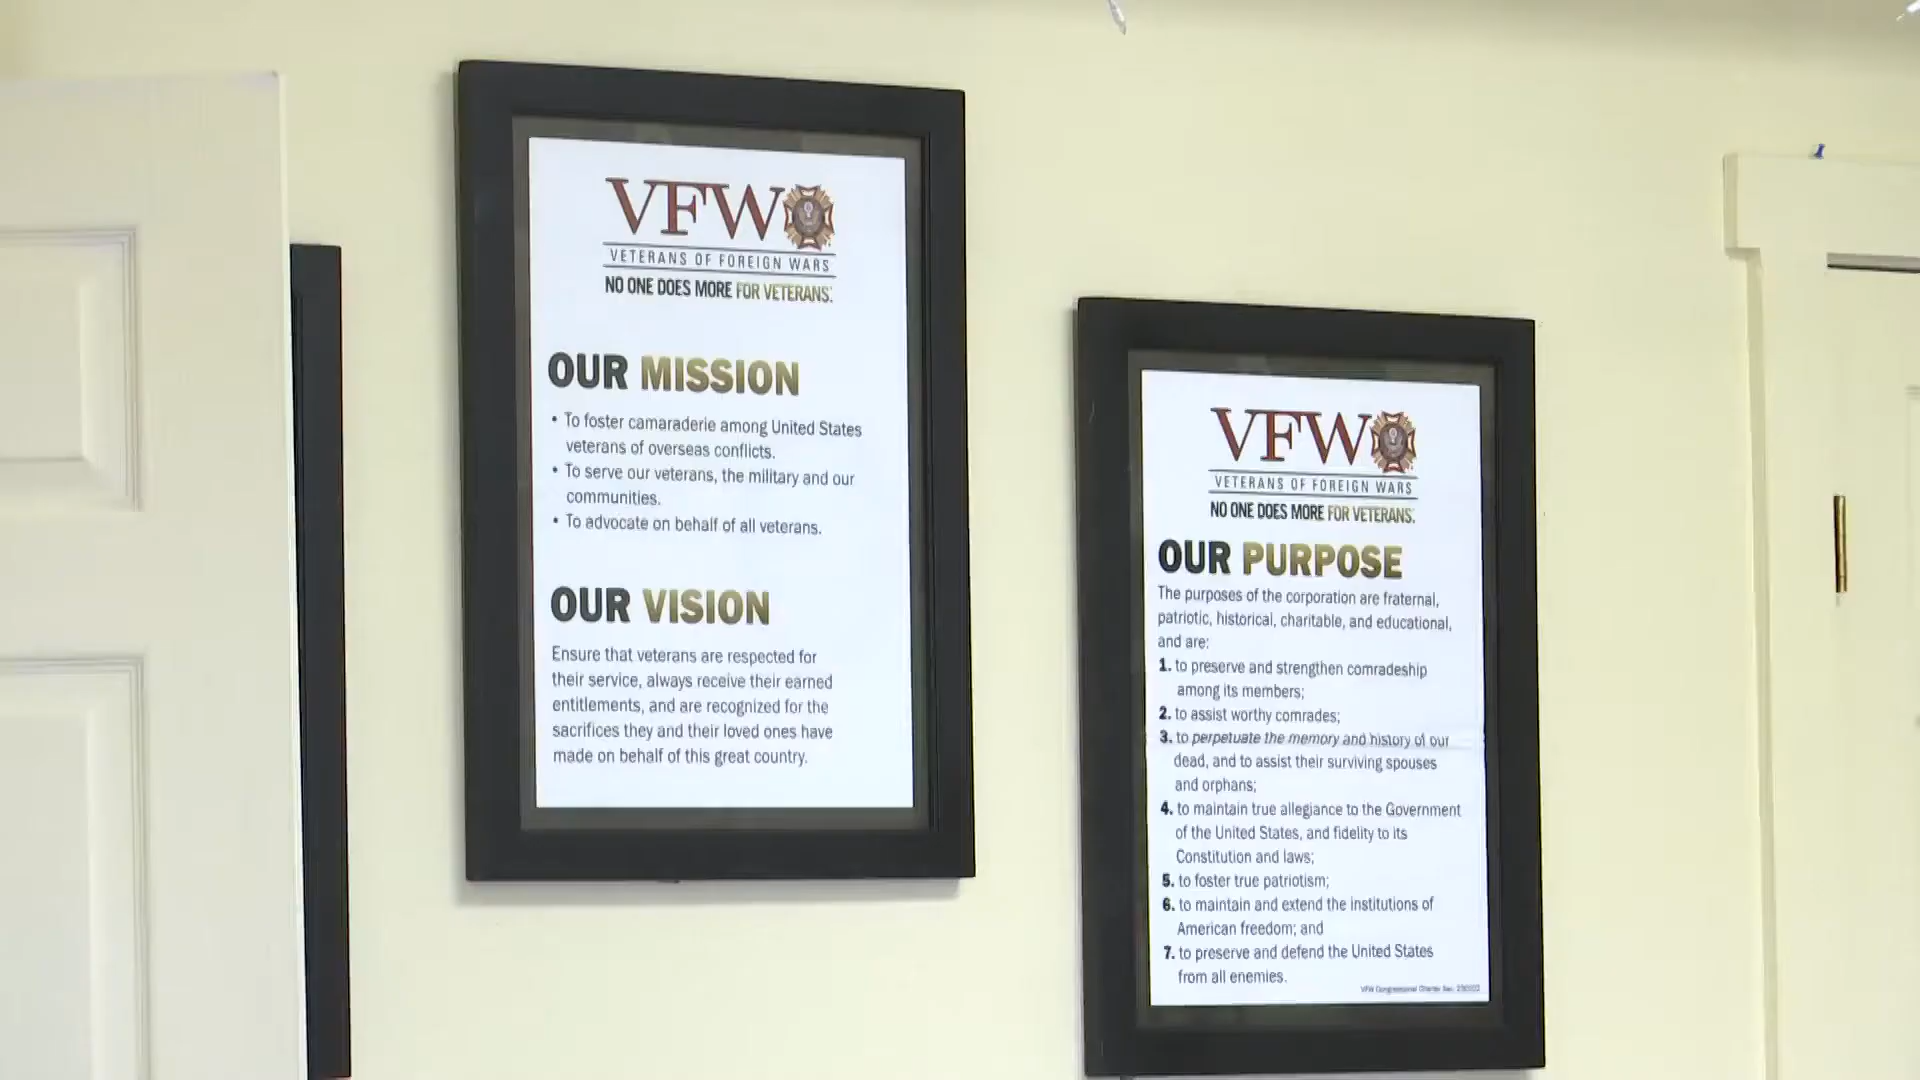 VFW
VETERANS OF FOREIGN WARS
NO ONE DOES MORE FOR VETERANS.
OUR MISSION
• To foster camaraderie among United States
veterans of overseas conflicts.
• To serve our veterans, the military and our
communities.
• To advocate on behalf of all veterans.
OUR VISION
Ensure that veterans are respected for
their service, always receive their earned
entitlements, and are recognized for the
sacrifices they and their loved ones have
made on behalf of this great country.
VFW
VETERANS OF FOREIGN WARS
NO ONE DOES MORE FOR VETERANS.
OUR PURPOSE
The purposes of the corporation are fraternal,
patriotic, historical, charitable, and educational,
and are:
1. to preserve and strengthen comradeship
among its members;
2. to assist worthy comrades;
3. to perpetuate the memory and history of our
dead, and to assist their surviving spouses
and orphans;
4. to maintain true allegiance to the Government
of the United States, and fidelity to its
Constitution and laws;
5. to foster true patriotism;
6. to maintain and extend the institutions of
American freedom; and
7. to preserve and defend the United States
from all enemies.
VFW Congressional Charter Sec.